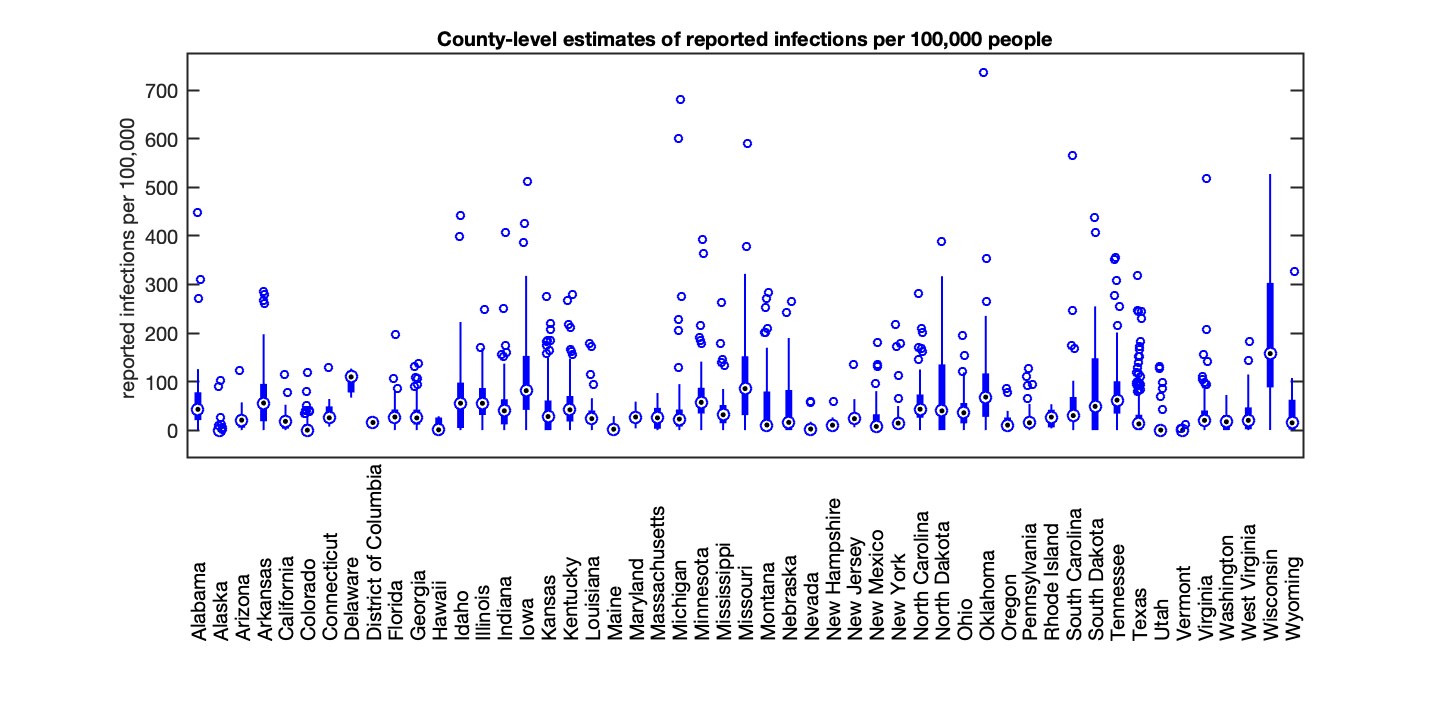 County-level estimates of reported infections per 100,000 people
reported infections per 100,000
700
600
500
400
300
200
100
0
Alabama
Alaska
Arizona
Arkansas
California
Colorado
Connecticut
Delaware
District of Columbia
Florida
Georgia
Hawaii
Idaho
Illinois
Indiana
Iowa
Kansas
Kentucky
Louisiana
Maine
Maryland
Massachusetts
Michigan
Minnesota
Mississippi
Missouri
Montana
Nebraska
Nevada
New Hampshire
New Jersey
New Mexico
New York
North Carolina
North Dakota
Ohio
Oklahoma
Oregon
Pennsylvania
Rhode Island
South Carolina
South Dakota
Tennessee
Texas
Utah
Vermont
Virginia
Washington
West Virginia
Wisconsin
Wyoming